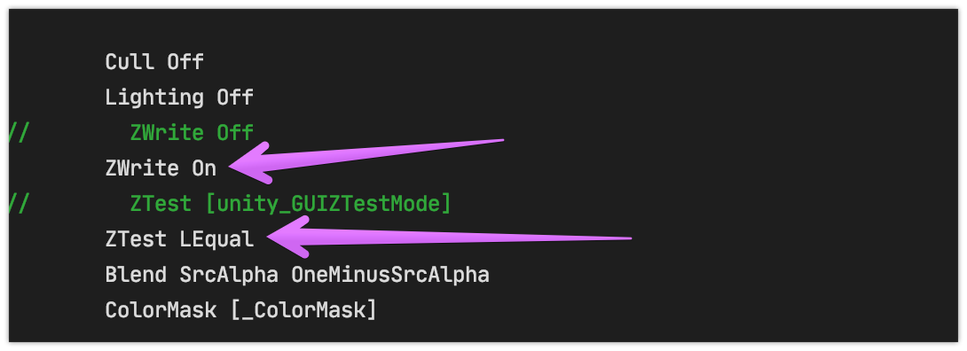 Cull Off
Lighting Off
// ZWrite Off
ZWrite On
// ZTest [unity_GUIZTestMode]
ZTest LEqual
Blend SrcAlpha OneMinusSrcAlpha
ColorMask [_ColorMask]